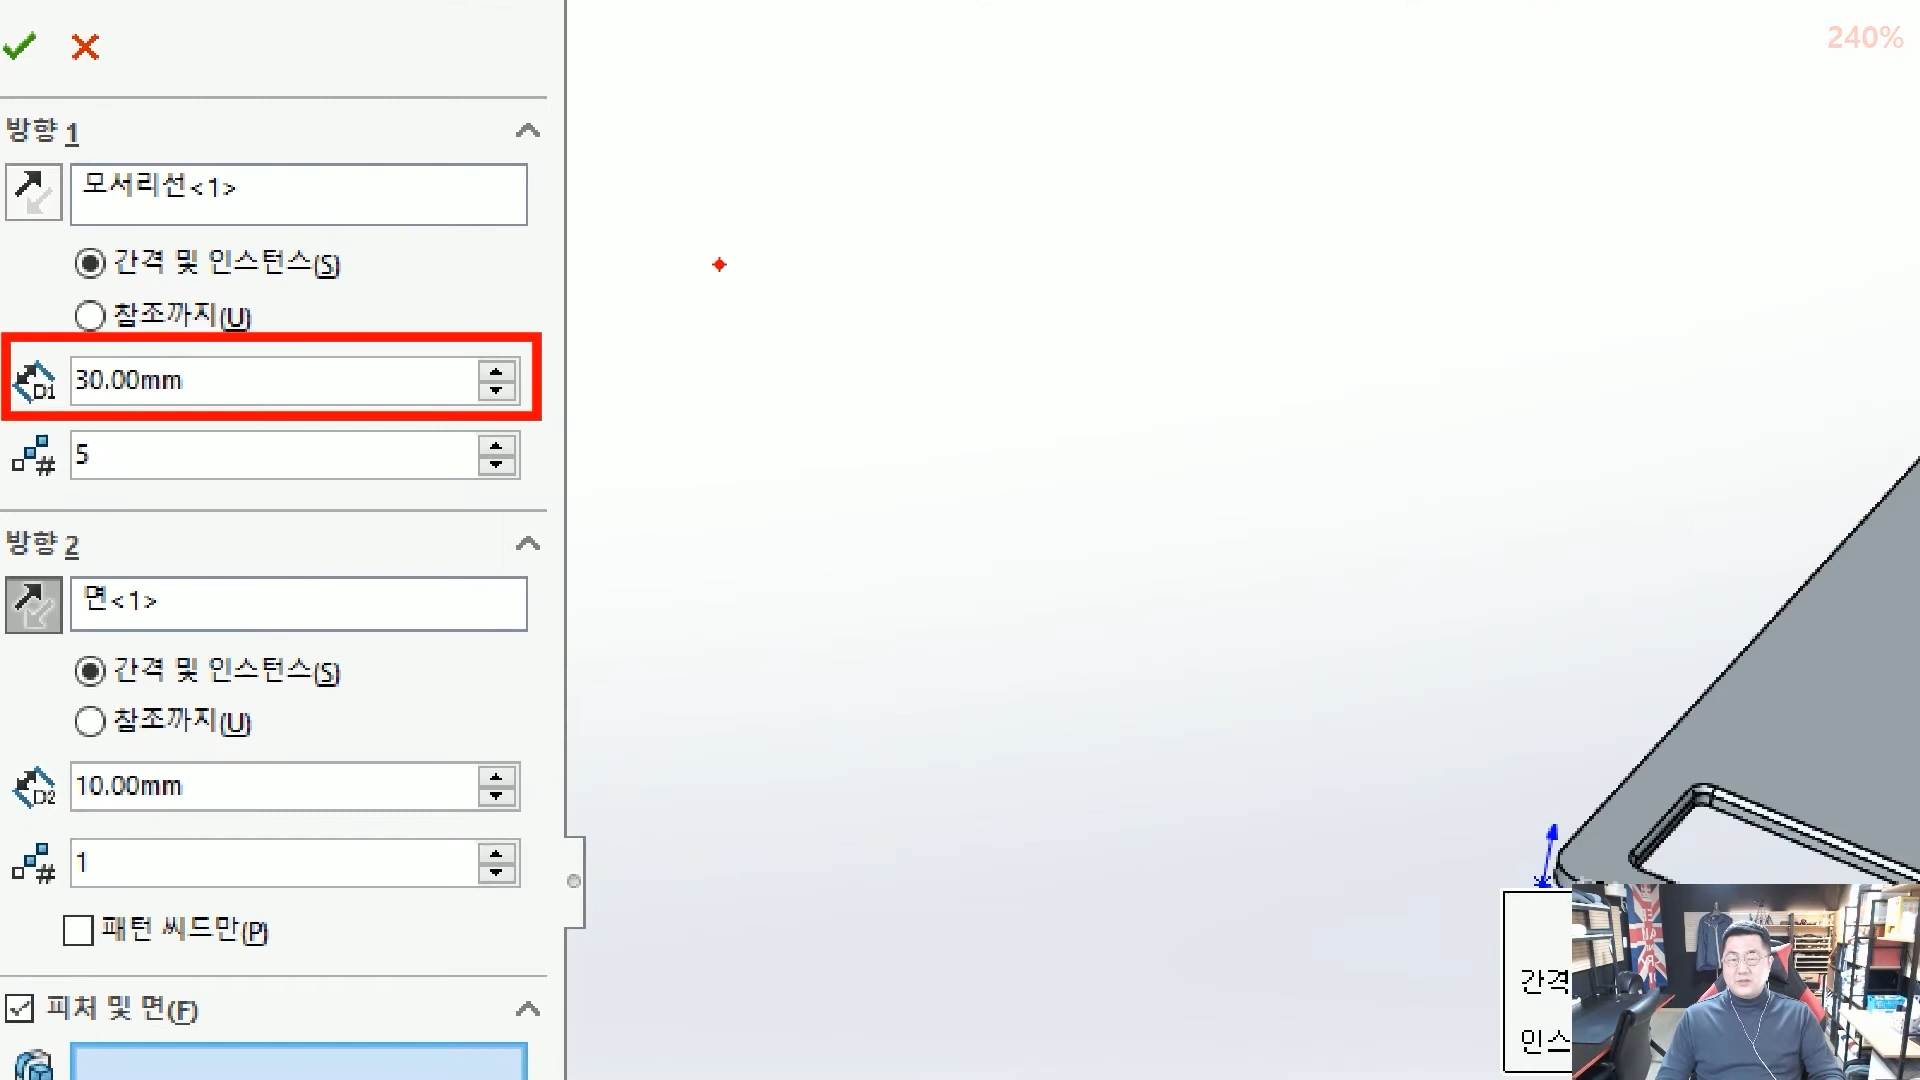 240%
방향 1
모서리선<1>
간격 및 인스턴스(S)
참조까지(U)
D1
30.00mm
#
5
방향 2
면<1>
간격 및 인스턴스(S)
참조까지(U)
D2
10.00mm
#
1
패턴 씨드만(P)
피처 및 면(F)
간격
인스